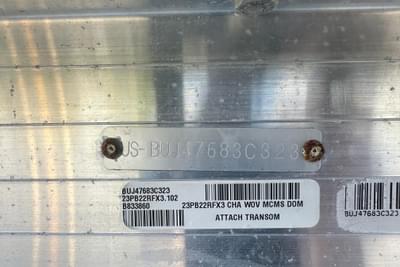 US-BUJ47683C323
BUJ47683C323
23PB22RFX3.102
B833860
23PB22RFX3 CHA WOV MCMS DOM
ATTACH TRANSOM
BUJ47683C323